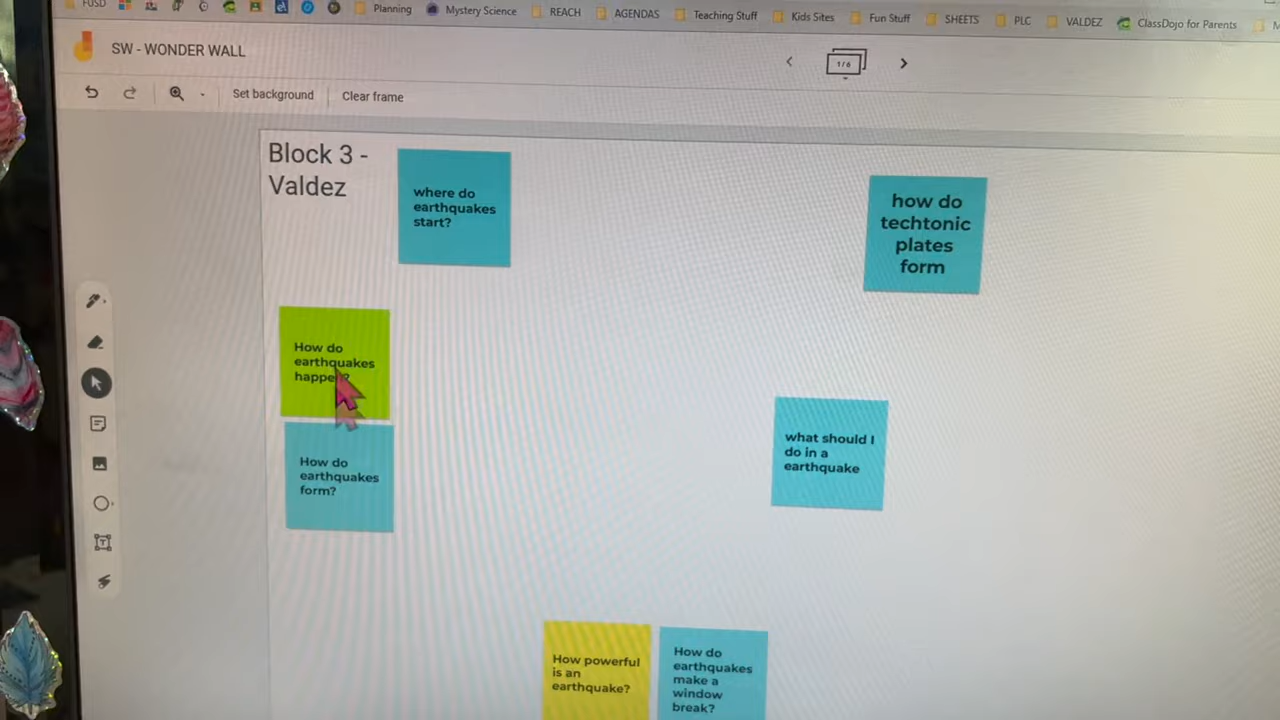 FUSD
Planning
Mystery Science
REACH
AGENDAS
Teaching Stuff
Kids Sites
Fun Stuff
SHEETS
PLC
VALDEZ
ClassDojo for Parents
SW - WONDER WALL
1/6
Set background
Clear frame
Block 3 -
Valdez
where do
earthquakes
start?
how do
techtonic
plates
form
How do
earthquakes
happen?
How do
earthquakes
form?
what should I
do in a
earthquake
How powerful
is an
earthquake?
How do
earthquakes
make a
window
break?